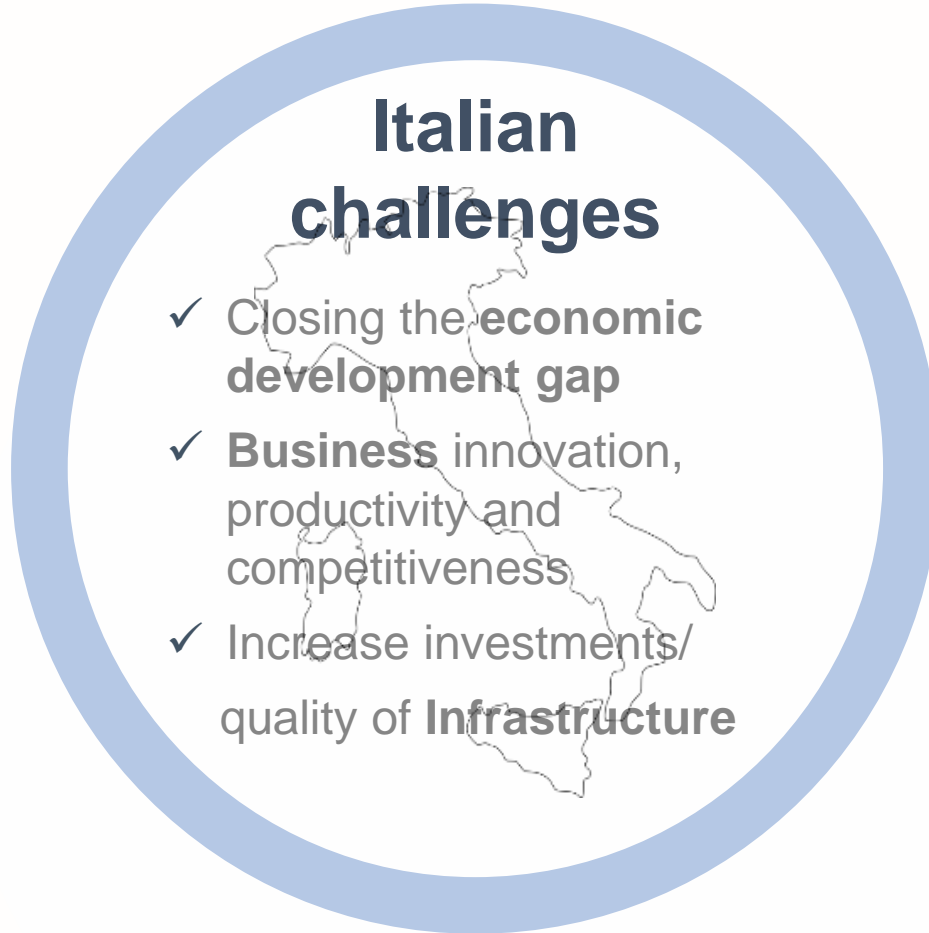 Italian
challenges
✓ Closing the economic
development gap
✓ Business innovation,
productivity and
competitiveness
✓ Increase investments/
quality of Infrastructure